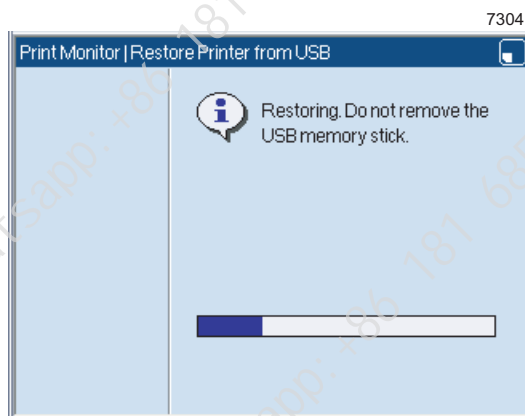 7304
Print Monitor | Restore Printer from USB
Restoring. Do not remove the
USB memory stick.